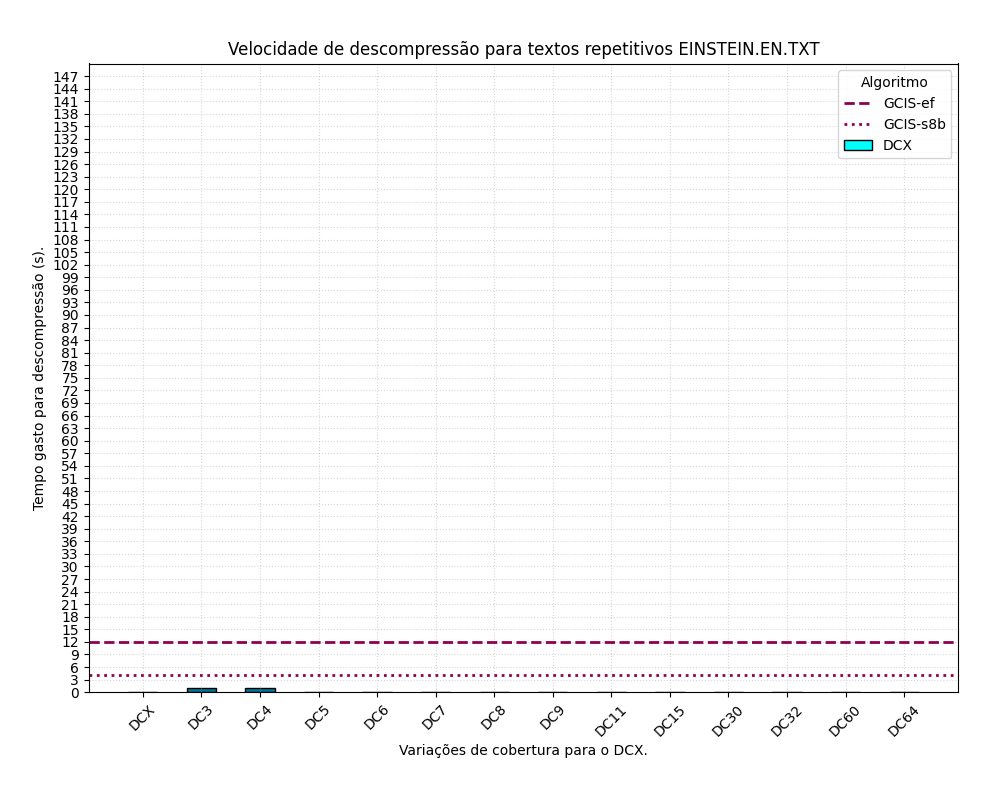 Velocidade de descompressão para textos repetitivos EINSTEIN.EN.TXT
Algoritmo
GCIS-ef
GCIS-s8b
DCX
Tempo gasto para descompressão (s).
147
144
141
138
135
132
129
126
123
120
117
114
111
108
105
102
99
96
93
90
87
84
81
78
75
72
69
66
63
60
57
54
51
48
45
42
39
36
33
30
27
24
21
18
15
12
9
6
3
0
DCX
DC3
DC4
DC5
DC6
DC7
DC8
DC9
DC11
DC15
DC30
DC32
DC60
DC64
Variações de cobertura para o DCX.